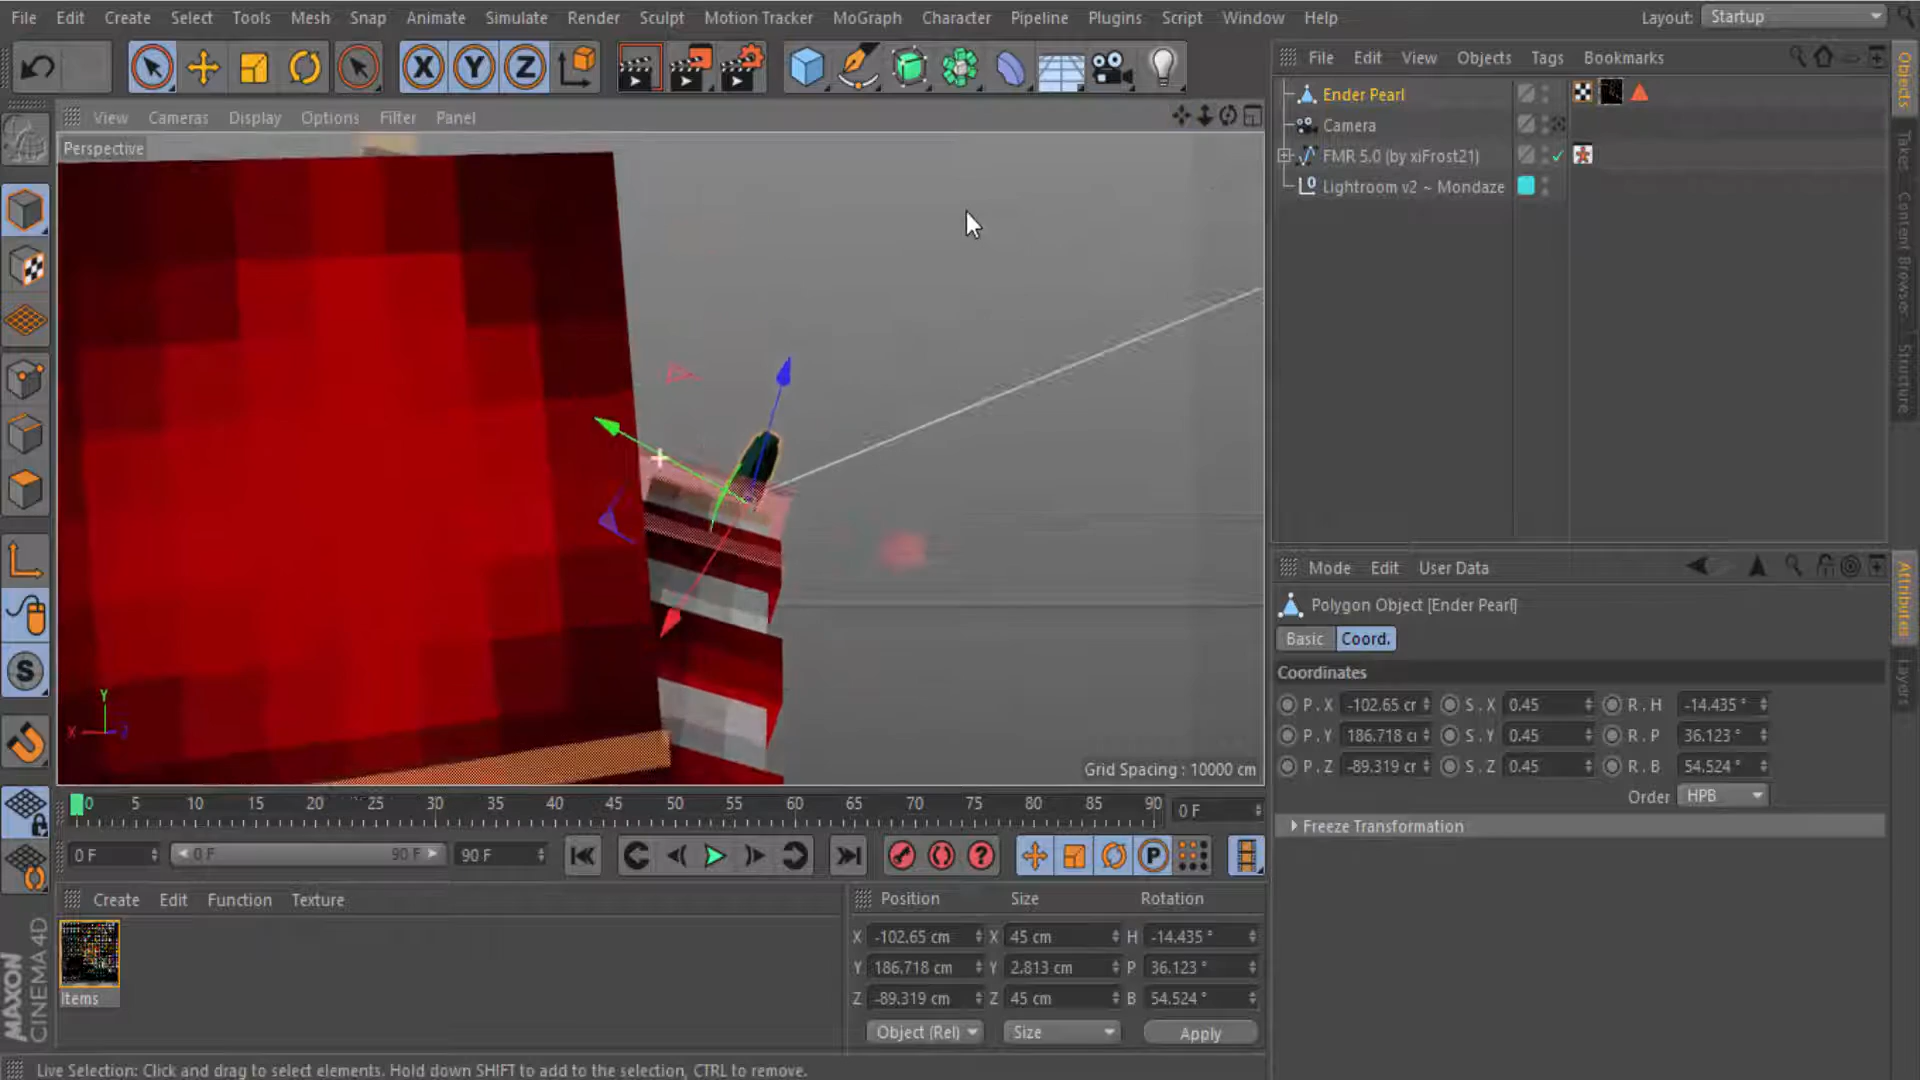 File Edit Create Select Tools Mesh Snap Animate Simulate Render Sculpt Motion Tracker MoGraph Character Pipeline Plugins Script Window Help Layout: Startup
X Y Z
File Edit View Objects Tags Bookmarks
Ender Pearl
Camera
FMR 5.0 (by xiFrost21)
Lightroom v2 ~ Mondaze
Objects
Takes
Content Browser
Structure
View Cameras Display Options Filter Panel
Perspective
Y
X Z
Grid Spacing : 10000 cm
Mode Edit User Data
Polygon Object [Ender Pearl]
Basic Coord.
Coordinates
P . X -102.65 cr S . X 0.45 R . H -14.435 °
P . Y 186.718 cı S . Y 0.45 R . P 36.123 °
P . Z -89.319 cr S . Z 0.45 R . B 54.524 °
Order HPB
Freeze Transformation
Attributes
Layers
0 5 10 15 20 25 30 35 40 45 50 55 60 65 70 75 80 85 90 0 F
0 F 0 F 90 F 90 F
P
Create Edit Function Texture
Items
Position Size Rotation
X -102.65 cm X 45 cm H -14.435 °
Y 186.718 cm Y 2.813 cm P 36.123 °
Z -89.319 cm Z 45 cm B 54.524 °
Object (Rel) Size Apply
MAXON
CINEMA 4D
Live Selection: Click and drag to select elements. Hold down SHIFT to add to the selection, CTRL to remove.